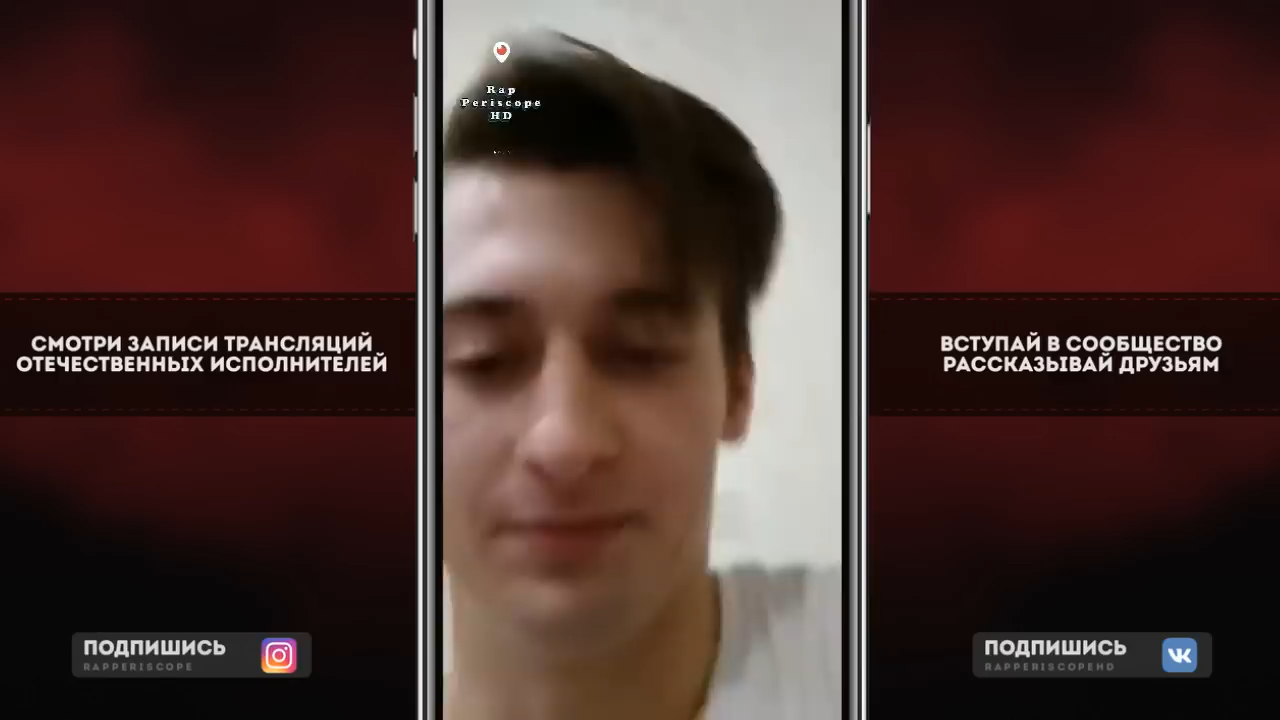 Rap
Periscope
HD
СМОТРИ ЗАПИСИ ТРАНСЛЯЦИЙ
ОТЕЧЕСТВЕННЫХ ИСПОЛНИТЕЛЕЙ
ВСТУПАЙ В СООБЩЕСТВО
РАССКАЗЫВАЙ ДРУЗЬЯМ
ПОДПИШИСЬ
RAPPERISCOPE
ПОДПИШИСЬ
RAPPERISCOPEHD